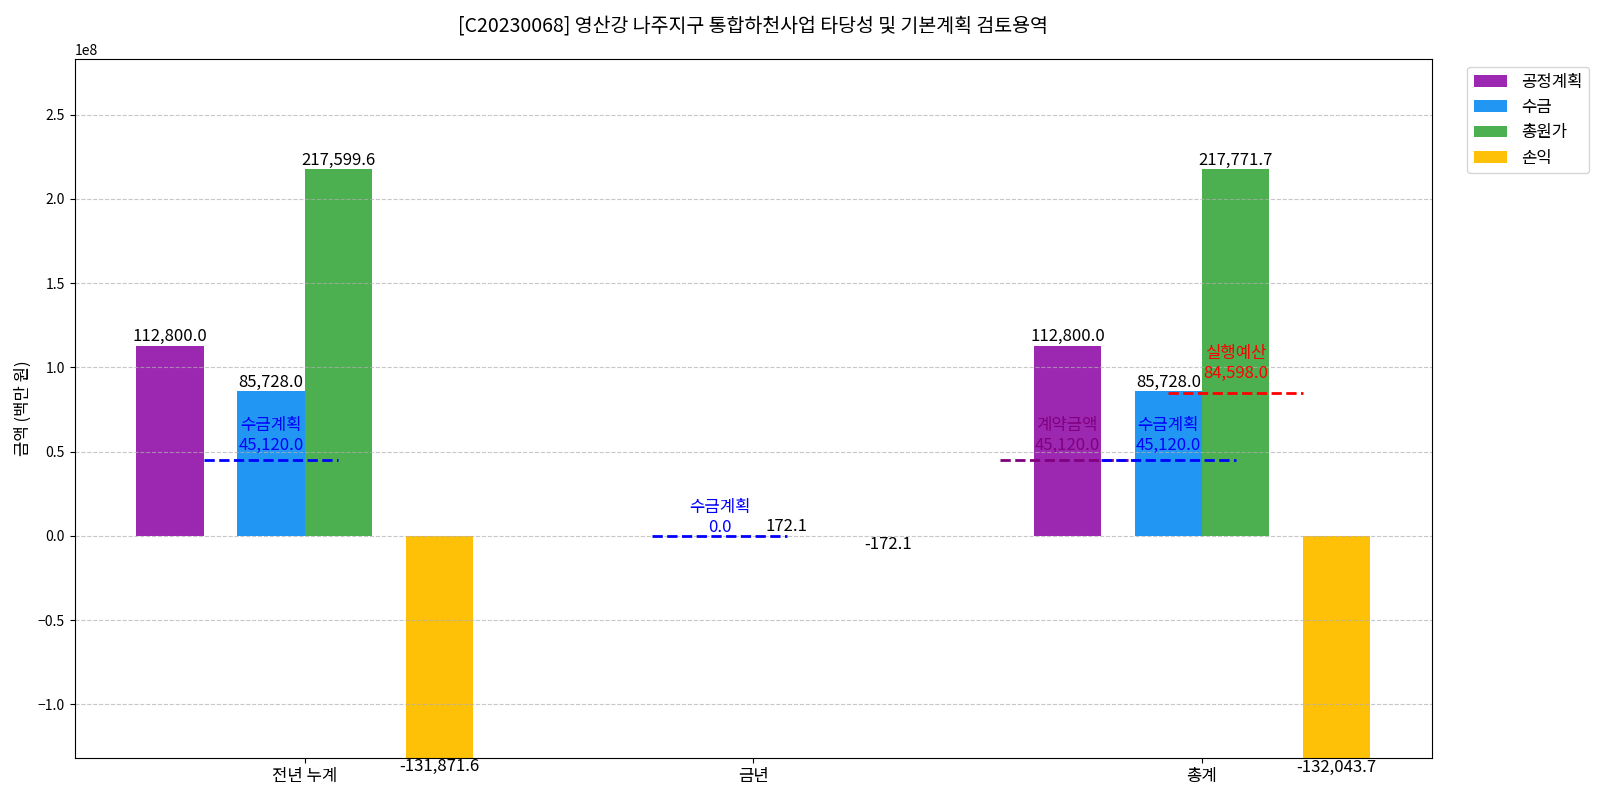 [C20230068] 영산강 나주지구 통합하천사업 타당성 및 기본계획 검토용역
1e8
금액 (백만 원)
2.5
2.0
1.5
1.0
0.5
0.0
−0.5
−1.0
112,800.0
85,728.0
217,599.6
수금계획
45,120.0
-131,871.6
수금계획
0.0
172.1
-172.1
112,800.0
85,728.0
217,771.7
실행예산
84,598.0
계약금액
45,120.0
수금계획
45,120.0
-132,043.7
전년 누계
금년
총계
공정계획
수금
총원가
손익